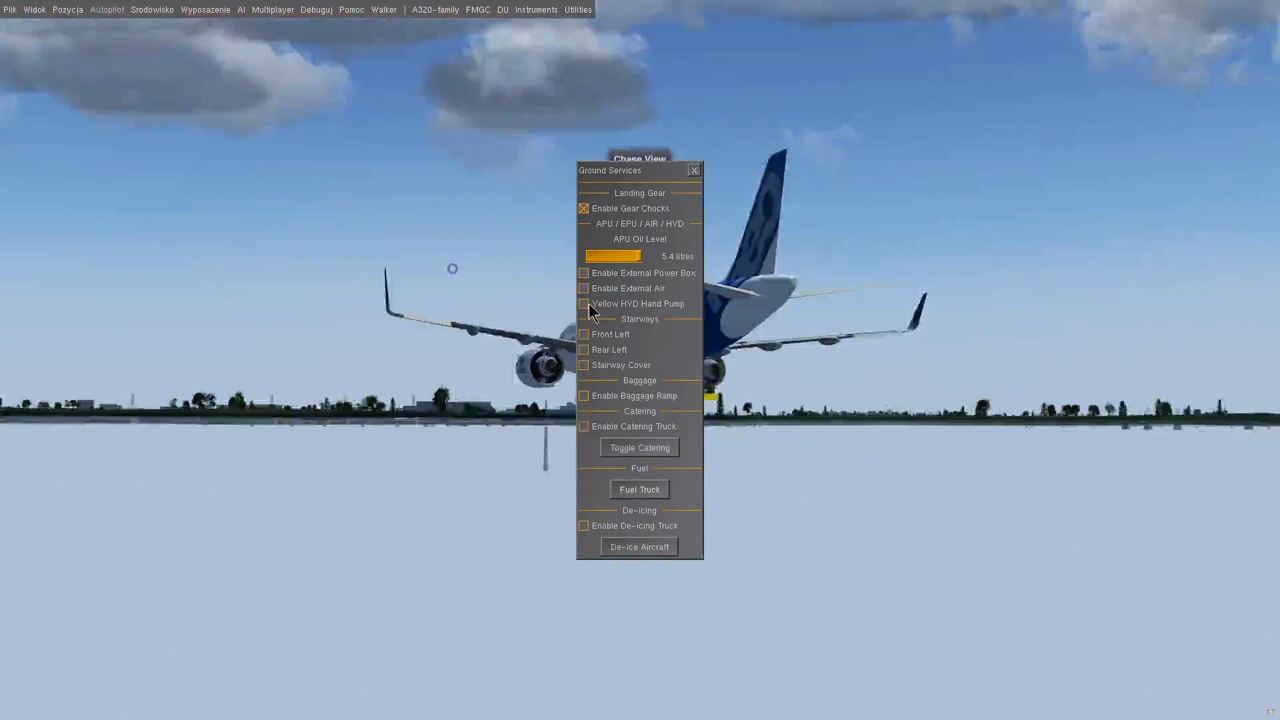 Plik Widok Pozycja Autopilot Środowisko Wyposażenie AI Multiplayer Debuguj Pomoc Walker | A320-family FMGC DU Instruments Utilities
Chase View
Ground Services X
Landing Gear
Enable Gear Chocks
APU / EPU / AIR / HYD
APU Oil Level
5.4 litres
Enable External Power Box
Enable External Air
Yellow HYD Hand Pump
Stairways
Front Left
Rear Left
Stairway Cover
Baggage
Enable Baggage Ramp
Catering
Enable Catering Truck
Toggle Catering
Fuel
Fuel Truck
De-icing
Enable De-icing Truck
De-ice Aircraft